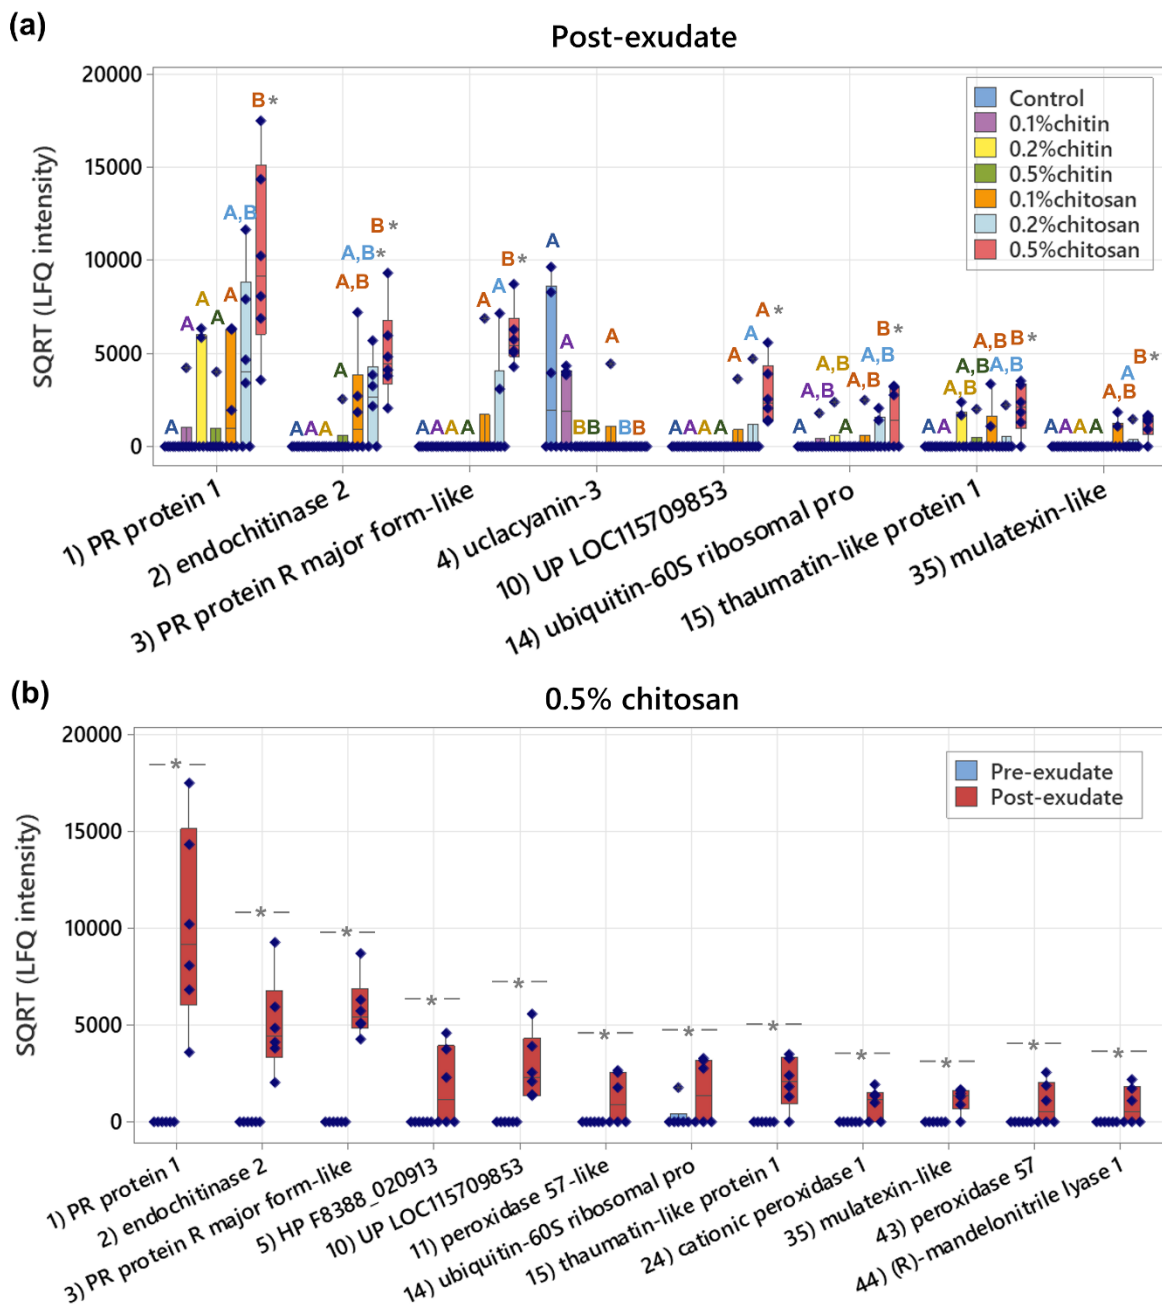 (a)
Post-exudate
SQRT (LFQ intensity)
20000
15000
10000
5000
0
Control
0.1%chitin
0.2%chitin
0.5%chitin
0.1%chitosan
0.2%chitosan
0.5%chitosan
A A A A A A,B B*
A A A A A,B A,B* B*
A A A A A A B*
A A B B A B B
A A A A A A A*
A A,B A,B A A,B A,B B*
A A A,B A,B A,B A,B B*
A A A A A,B A B*
1) PR protein 1
2) endochitinase 2
3) PR protein R major form-like
4) uclacyanin-3
10) UP LOC115709853
14) ubiquitin-60S ribosomal pro
15) thaumatin-like protein 1
35) mulatexin-like
(b)
0.5% chitosan
SQRT (LFQ intensity)
20000
15000
10000
5000
0
Pre-exudate
Post-exudate
* * * * * * * * * * * *
1) PR protein 1
2) endochitinase 2
3) PR protein R major form-like
5) HP F8388_020913
10) UP LOC115709853
11) peroxidase 57-like
14) ubiquitin-60S ribosomal pro
15) thaumatin-like protein 1
24) cationic peroxidase 1
35) mulatexin-like
43) peroxidase 57
44) (R)-mandelonitrile lyase 1